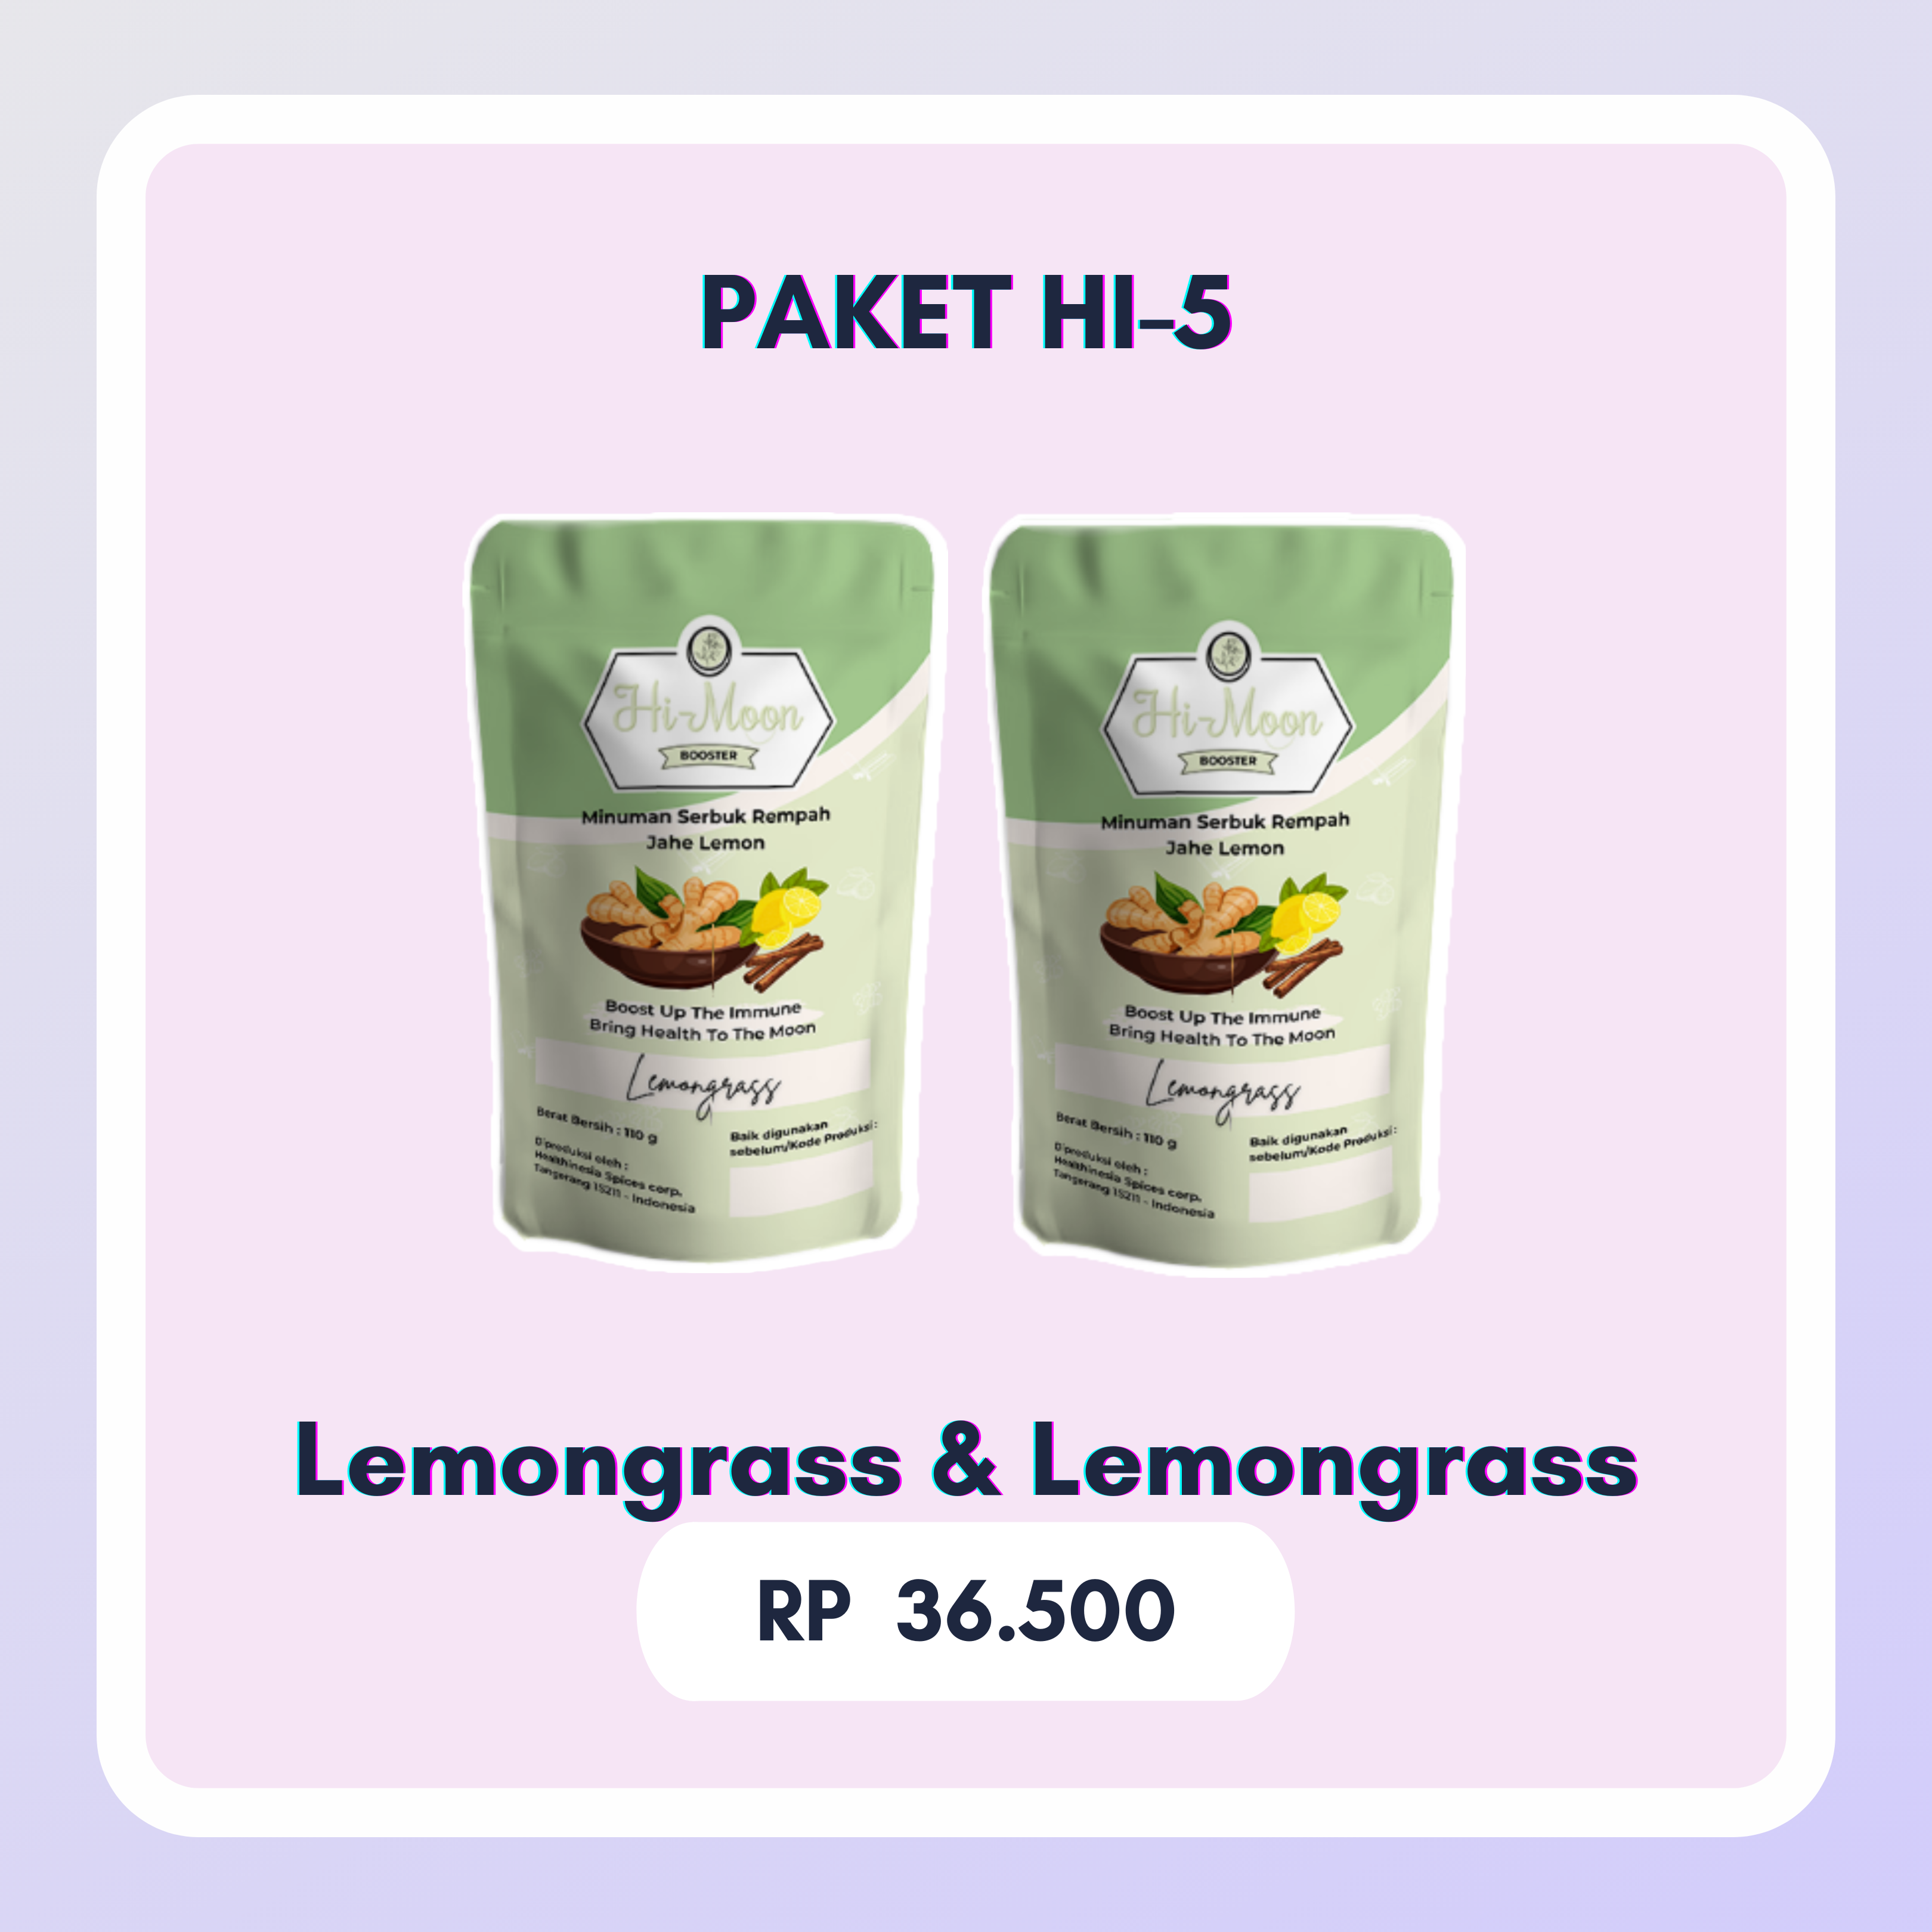 PAKET HI-5
Hi-Moon
BOOSTER
Minuman Serbuk Rempah
Jahe Lemon
Boost Up The Immune
Bring Health To The Moon
Lemongrass
Berat Bersih : 110 g
Diproduksi oleh :
Healthinesia Spices corp.
Tangerang 15211 - Indonesia
Baik digunakan
sebelum/Kode Produksi :
Hi-Moon
BOOSTER
Minuman Serbuk Rempah
Jahe Lemon
Boost Up The Immune
Bring Health To The Moon
Lemongrass
Berat Bersih : 110 g
Diproduksi oleh :
Healthinesia Spices corp.
Tangerang 15211 - Indonesia
Baik digunakan
sebelum/Kode Produksi :
Lemongrass & Lemongrass
RP 36.500